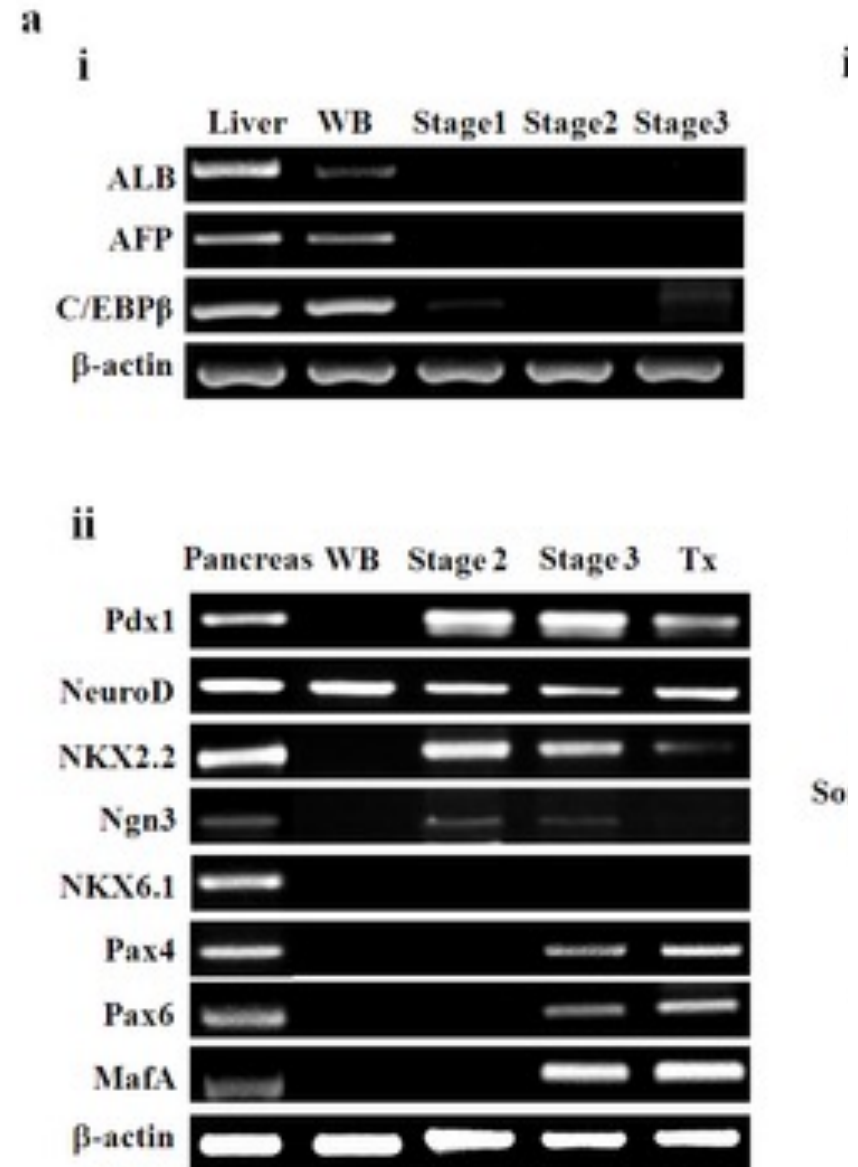 a
i
Liver WB Stage1 Stage2 Stage3
ALB
AFP
C/EBPβ
β-actin
ii
Pancreas WB Stage 2 Stage 3 Tx
Pdx1
NeuroD
NKX2.2
Ngn3
NKX6.1
Pax4
Pax6
MafA
β-actin